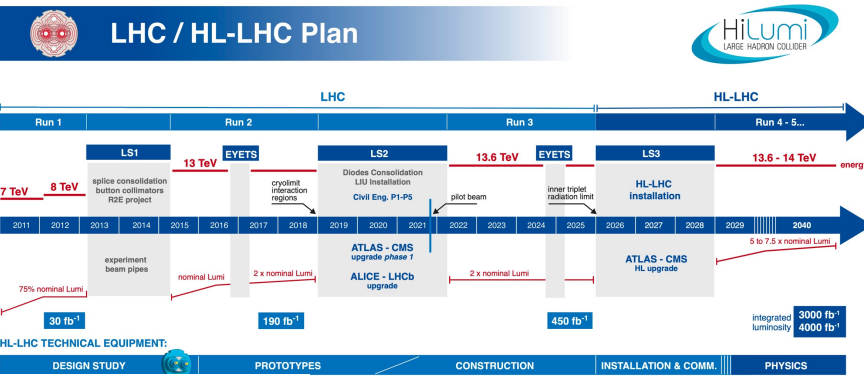 LHC / HL-LHC Plan
HiLumi
LARGE HADRON COLLIDER
LHC
HL-LHC
Run 1
Run 2
Run 3
Run 4 - 5...
LS1
EYETS
LS2
EYETS
LS3
13 TeV
13.6 TeV
13.6 - 14 TeV
energ
7 TeV
8 TeV
splice consolidation
button collimators
R2E project
cryolimit
interaction
regions
Diodes Consolidation
LIU Installation
Civil Eng. P1-P5
pilot beam
inner triplet
radiation limit
HL-LHC
installation
2011
2012
2013
2014
2015
2016
2017
2018
2019
2020
2021
2022
2023
2024
2025
2026
2027
2028
2029
2040
5 to 7.5 x nominal Lumi
experiment
beam pipes
ATLAS - CMS
upgrade phase 1
ALICE - LHCb
upgrade
ATLAS - CMS
HL upgrade
75% nominal Lumi
nominal Lumi
2 x nominal Lumi
2 x nominal Lumi
30 fb-1
190 fb-1
450 fb-1
integrated
luminosity
3000 fb-1
4000 fb-1
HL-LHC TECHNICAL EQUIPMENT:
DESIGN STUDY
PROTOTYPES
CONSTRUCTION
INSTALLATION & COMM.
PHYSICS